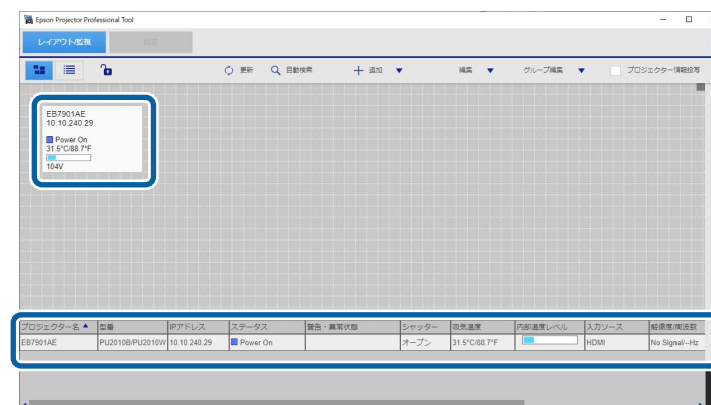 Epson Projector Professional Tool
レイアウト/監視
設定
更新 自動検索 追加 編集 グループ編集 プロジェクター情報投写
EB7901AE
10.10.240.29
Power On
31.5°C/88.7°F
104V
プロジェクター名 型番 IPアドレス ステータス 警告・異常状態 シャッター 吸気温度 内部温度レベル 入力ソース 解像度/周波数
EB7901AE PU2010B/PU2010W 10.10.240.29 Power On オープン 31.5°C/88.7°F HDMI No Signal/--Hz